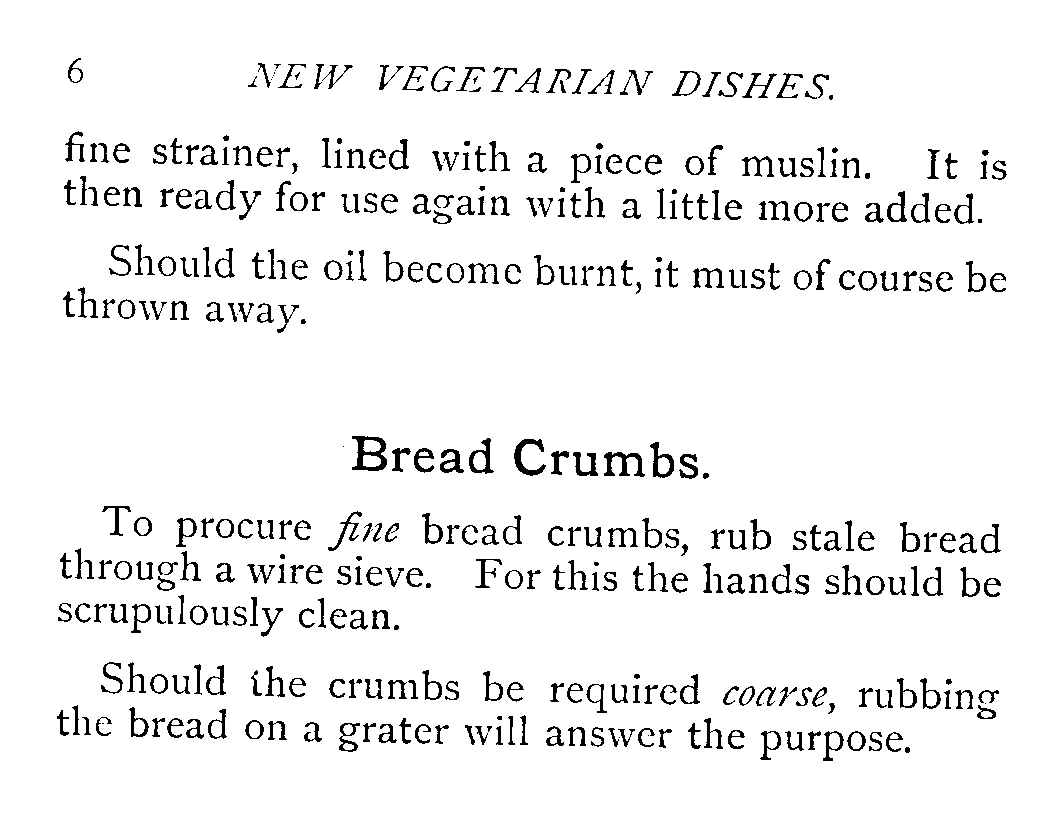 6 NEW VEGETARIAN DISHES.
fine strainer, lined with a piece of muslin. It is
then ready for use again with a little more added.
Should the oil become burnt, it must of course be
thrown away.
Bread Crumbs.
To procure fine bread crumbs, rub stale bread
through a wire sieve. For this the hands should be
scrupulously clean.
Should the crumbs be required coarse, rubbing
the bread on a grater will answer the purpose.